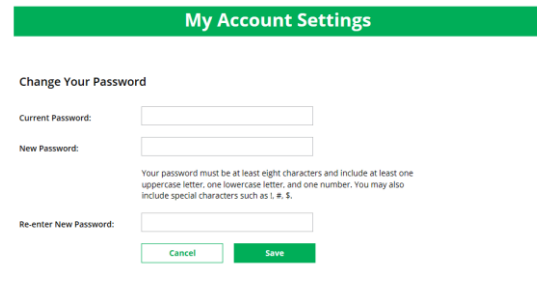 My Account Settings
Change Your Password
Current Password:
New Password:
Your password must be at least eight characters and include at least one
uppercase letter, one lowercase letter, and one number. You may also
include special characters such as !, #, $.
Re-enter New Password:
Cancel Save